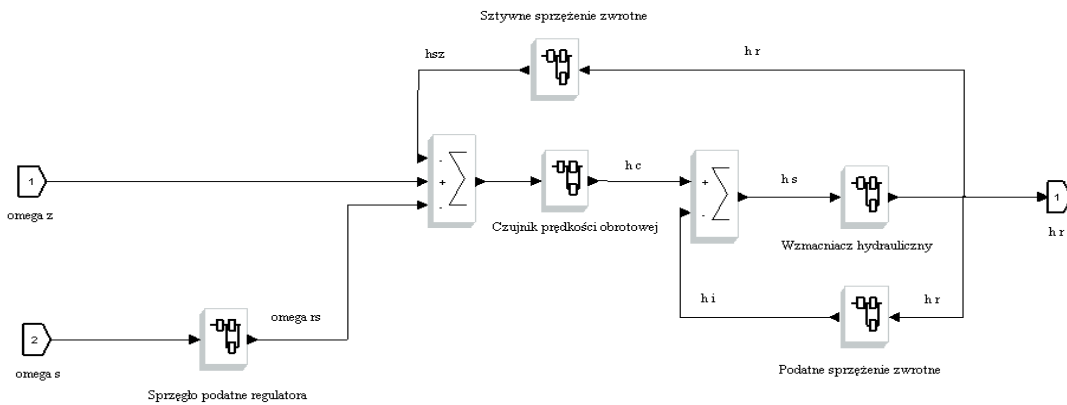 Sztywne sprzężenie zwrotne
hsz
h r
-
+
-
1
omega z
h c
+
-
h s
1
h r
Czujnik prędkości obrotowej
Wzmacniacz hydrauliczny
omega rs
h i
h r
2
omega s
Podatne sprzężenie zwrotne
Sprzęgło podatne regulatora